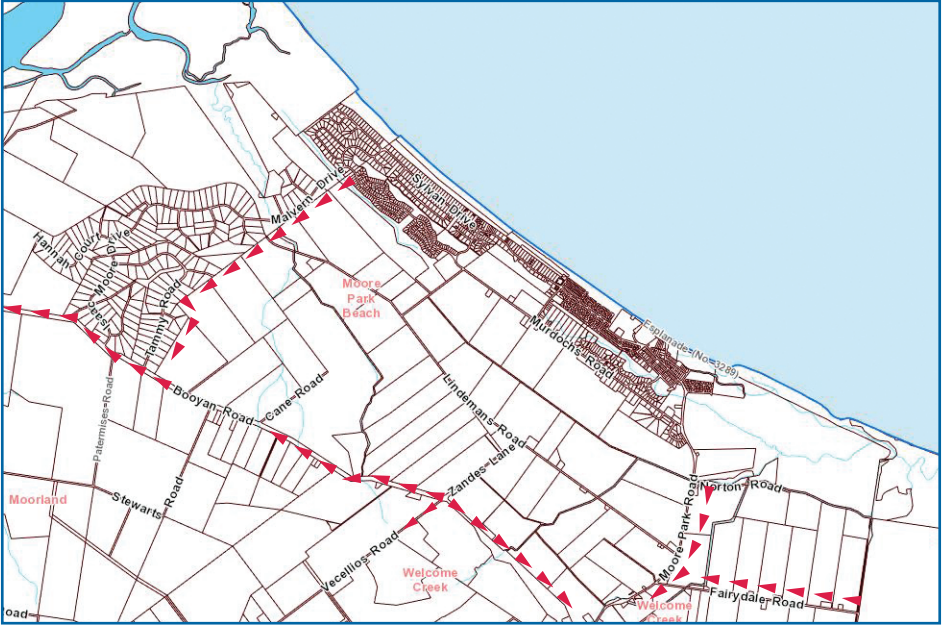 Sylvan-Drive
Malvern Drive
Hannah Court
Isaac Moore Drive
Moore
Park
Beach
Tammy-Road
Esplarade (No. 3289)
Murdochs-Road
Booyan-Road
Cane-Road
Lindemans-Road
Patermises-Road
Zandes-Lane
Moorland
Stewarts-Road
Norton-Road
Moore-Park-Road
Vecellios-Road
Welcome
Creek
Fairydale-Road
Welcome
Creek
oad